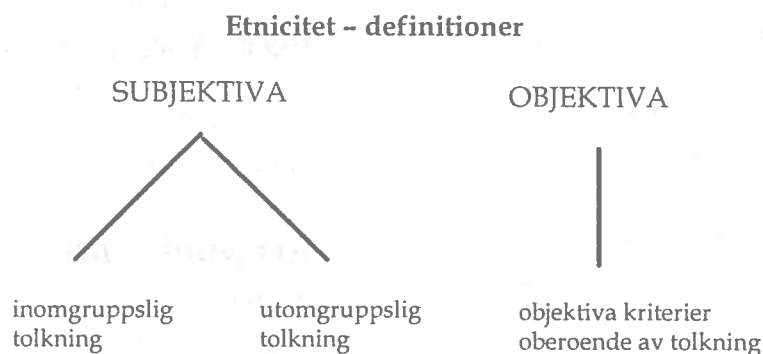 Etnicitet – definitioner
SUBJEKTIVA
OBJEKTIVA
inomgruppslig
tolkning
utomgruppslig
tolkning
objektiva kriterier
oberoende av tolkning